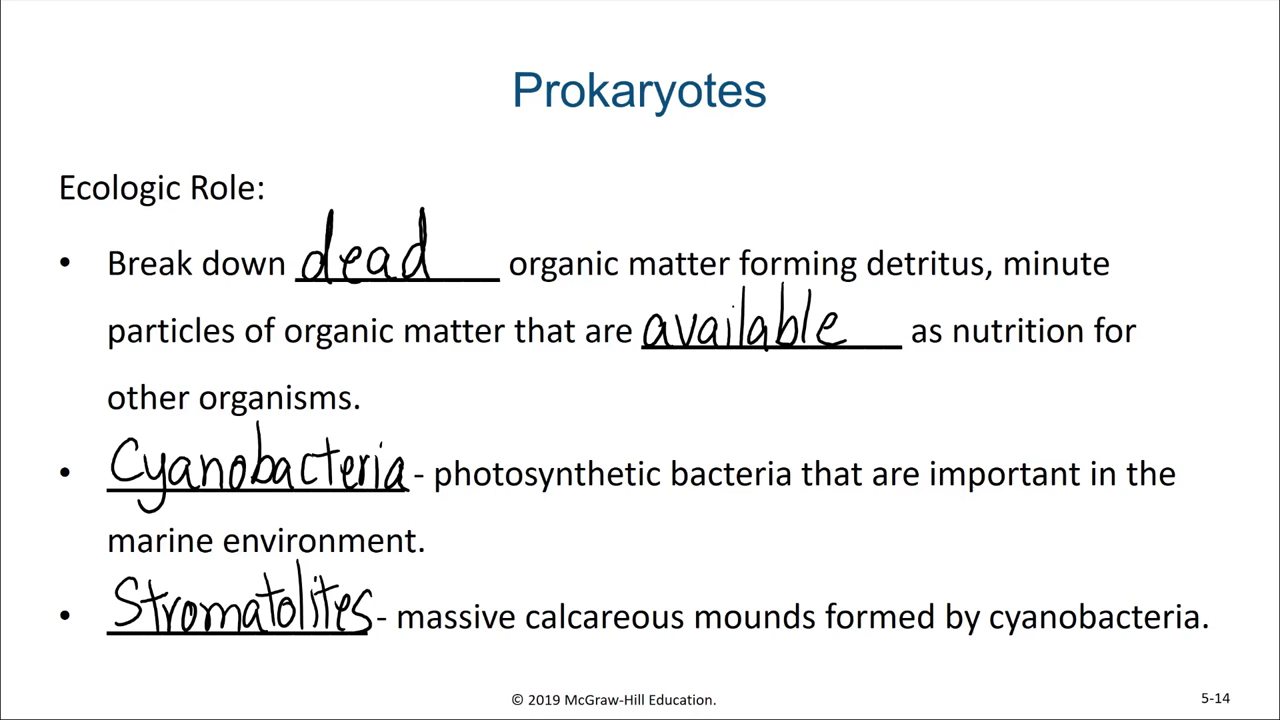 Prokaryotes
Ecologic Role:
• Break down dead organic matter forming detritus, minute
particles of organic matter that are available as nutrition for
other organisms.
• Cyanobacteria - photosynthetic bacteria that are important in the
marine environment.
• Stromatolites - massive calcareous mounds formed by cyanobacteria.
© 2019 McGraw-Hill Education.
5-14